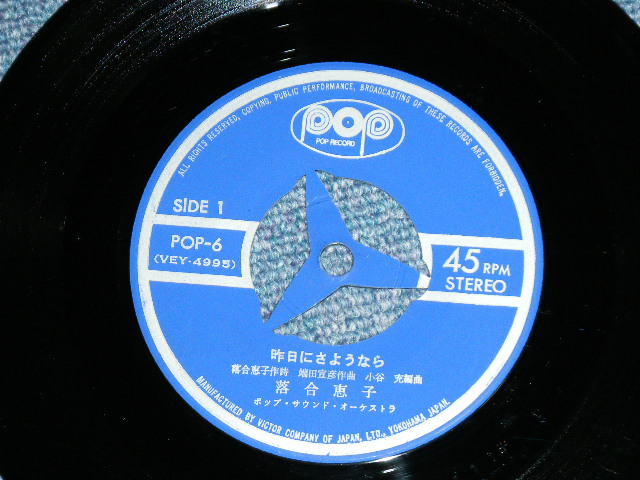 ALL RIGHTS RESERVED, COPYING, PUBLIC PERFORMANCE, BROADCASTING OF THESE RECORDS ARE FORBIDDEN.
pop
POP RECORD
SIDE 1
POP-6
(VEY-4995)
45 RPM
STEREO
昨日にさようなら
落合恵子作詩 端田宣彦作曲 小谷 充編曲
落合恵子
ポップ・サウンド・オーケストラ
MANUFACTURED BY VICTOR COMPANY OF JAPAN, LTD., YOKOHAMA JAPAN.